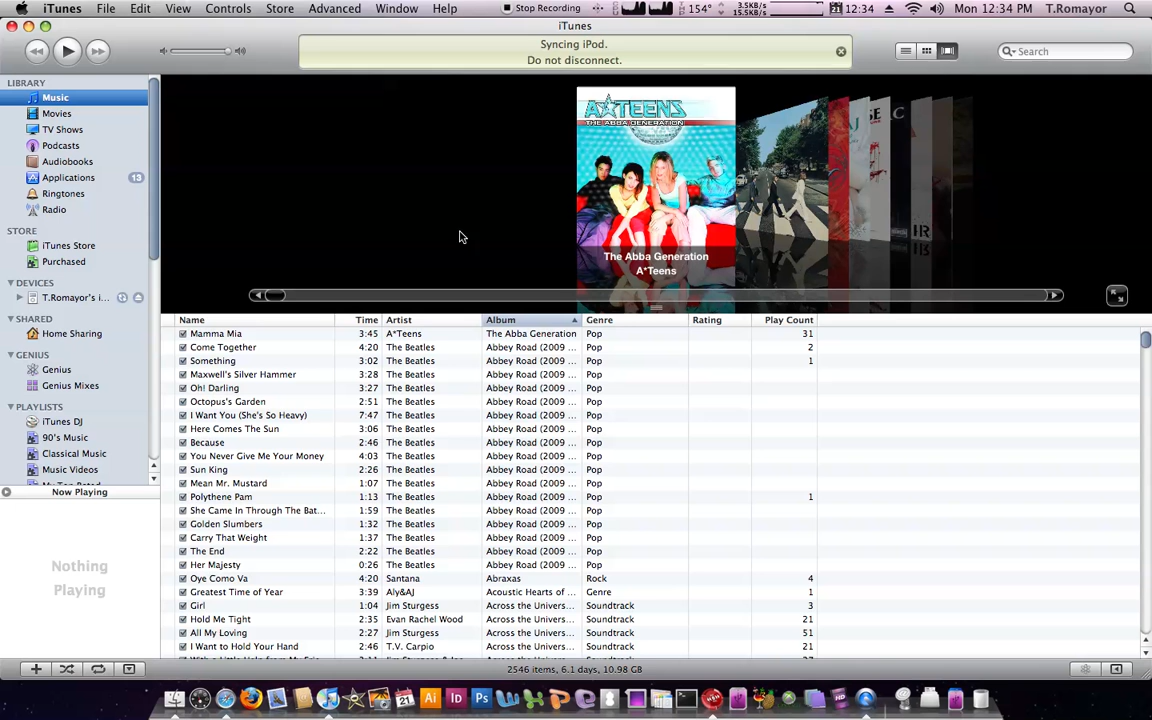 iTunes File Edit View Controls Store Advanced Window Help Stop Recording 154° 3.5KB/s 15.5KB/s 21 12:34 Mon 12:34 PM T.Romayor
iTunes
Syncing iPod.
Do not disconnect.
Search
LIBRARY
Music
Movies
TV Shows
Podcasts
Audiobooks
Applications 13
Ringtones
Radio
STORE
iTunes Store
Purchased
DEVICES
T.Romayor's i...
SHARED
Home Sharing
GENIUS
Genius
Genius Mixes
PLAYLISTS
iTunes DJ
90's Music
Classical Music
Music Videos
Now Playing
Nothing
Playing
A*TEENS
THE ABBA GENERATION
The Abba Generation
A*Teens
Name Time Artist Album Genre Rating Play Count
Mamma Mia 3:45 A*Teens The Abba Generation Pop 31
Come Together 4:20 The Beatles Abbey Road (2009 ... Pop 2
Something 3:02 The Beatles Abbey Road (2009 ... Pop 1
Maxwell's Silver Hammer 3:28 The Beatles Abbey Road (2009 ... Pop
Oh! Darling 3:27 The Beatles Abbey Road (2009 ... Pop
Octopus's Garden 2:51 The Beatles Abbey Road (2009 ... Pop
I Want You (She's So Heavy) 7:47 The Beatles Abbey Road (2009 ... Pop
Here Comes The Sun 3:06 The Beatles Abbey Road (2009 ... Pop
Because 2:46 The Beatles Abbey Road (2009 ... Pop
You Never Give Me Your Money 4:03 The Beatles Abbey Road (2009 ... Pop
Sun King 2:26 The Beatles Abbey Road (2009 ... Pop
Mean Mr. Mustard 1:07 The Beatles Abbey Road (2009 ... Pop
Polythene Pam 1:13 The Beatles Abbey Road (2009 ... Pop 1
She Came In Through The Bat... 1:59 The Beatles Abbey Road (2009 ... Pop
Golden Slumbers 1:32 The Beatles Abbey Road (2009 ... Pop
Carry That Weight 1:37 The Beatles Abbey Road (2009 ... Pop
The End 2:22 The Beatles Abbey Road (2009 ... Pop
Her Majesty 0:26 The Beatles Abbey Road (2009 ... Pop
Oye Como Va 4:20 Santana Abraxas Rock 4
Greatest Time of Year 3:39 Aly&AJ Acoustic Hearts of ... Genre 1
Girl 1:04 Jim Sturgess Across the Univers... Soundtrack 3
Hold Me Tight 2:35 Evan Rachel Wood Across the Univers... Soundtrack 21
All My Loving 2:27 Jim Sturgess Across the Univers... Soundtrack 51
I Want to Hold Your Hand 2:46 T.V. Carpio Across the Univers... Soundtrack 21
2546 items, 6.1 days, 10.98 GB
21 Ai Id Ps HD